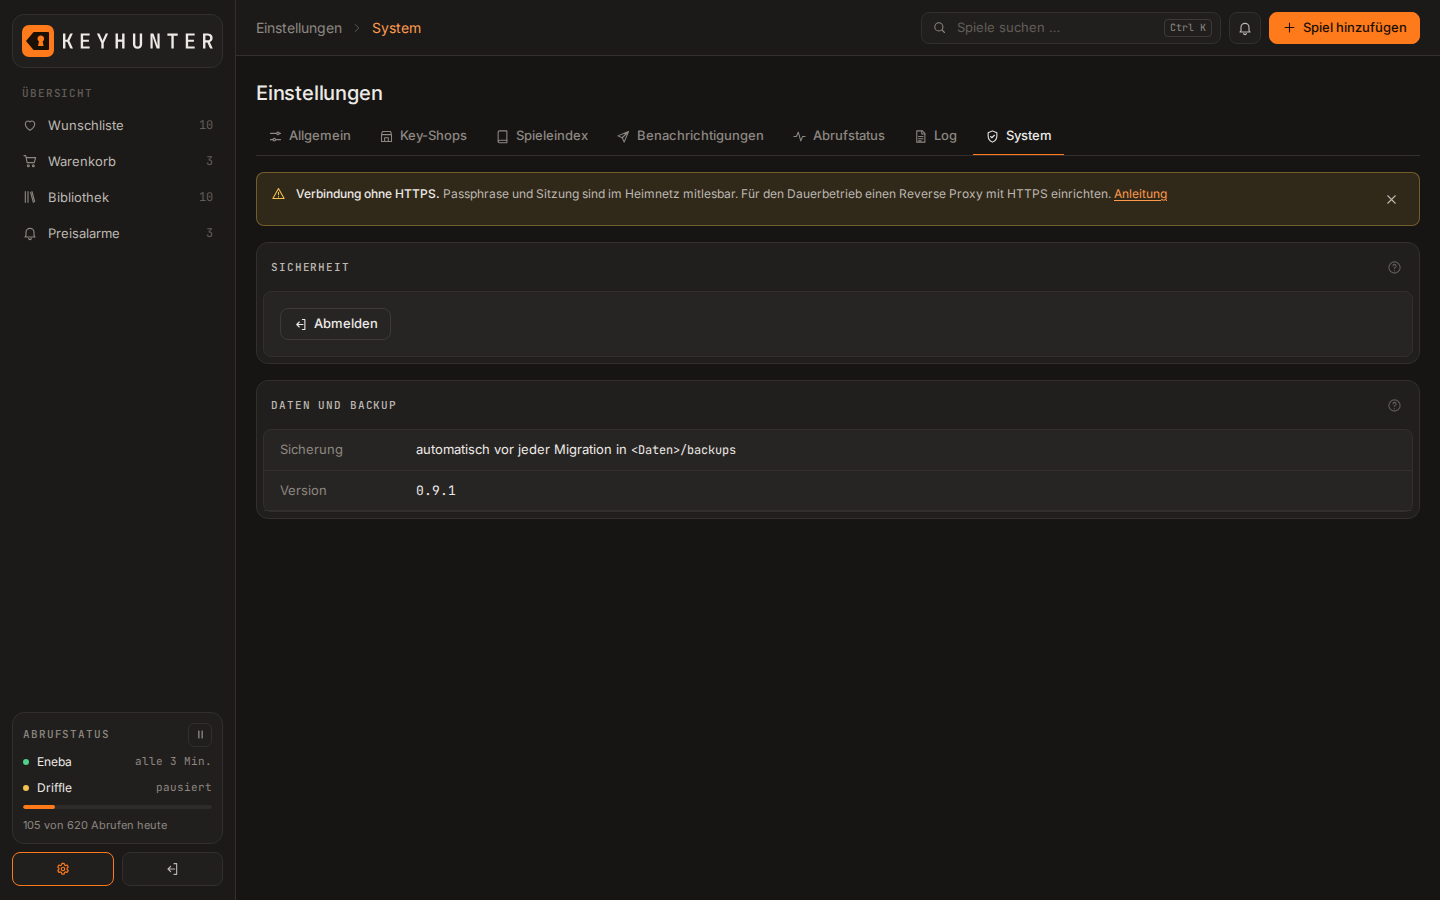 KEYHUNTER
Einstellungen
System
Spiele suchen ...
Ctrl K
Spiel hinzufügen
ÜBERSICHT
Wunschliste 10
Warenkorb 3
Bibliothek 10
Preisalarme 3
Einstellungen
Allgemein
Key-Shops
Spieleindex
Benachrichtigungen
Abrufstatus
Log
System
Verbindung ohne HTTPS. Passphrase und Sitzung sind im Heimnetz mitlesbar. Für den Dauerbetrieb einen Reverse Proxy mit HTTPS einrichten. Anleitung
SICHERHEIT
Abmelden
DATEN UND BACKUP
Sicherung automatisch vor jeder Migration in <Daten>/backups
Version 0.9.1
ABRUFSTATUS
Eneba alle 3 Min.
Driffle pausiert
105 von 620 Abrufen heute